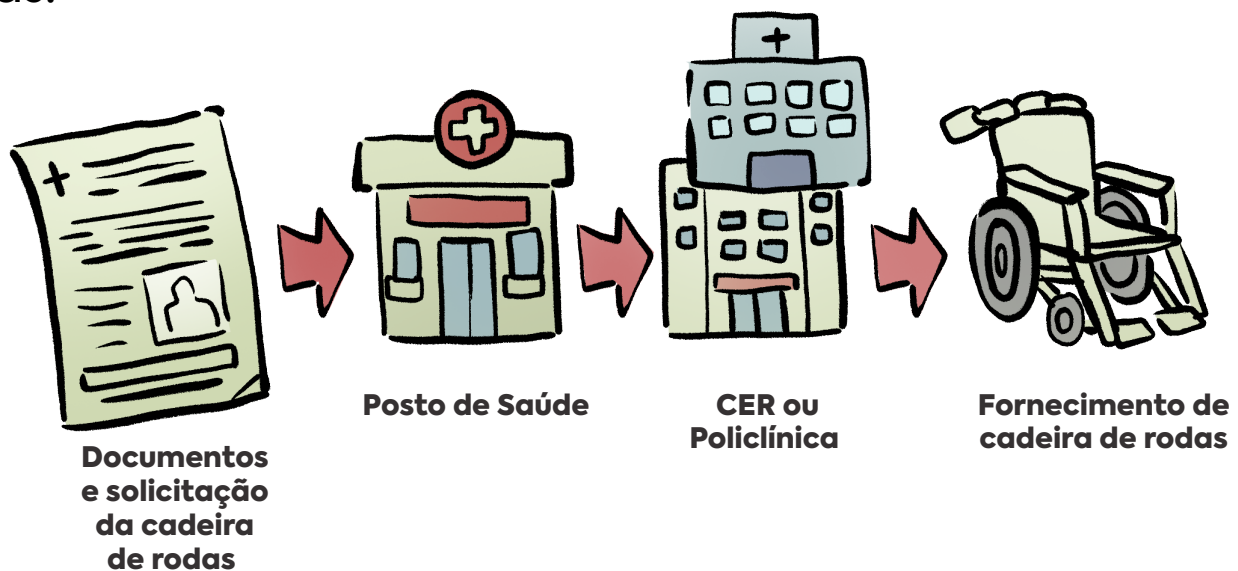 Documentos
e solicitação
da cadeira
de rodas
Posto de Saúde
CER ou
Policlínica
Fornecimento de
cadeira de rodas